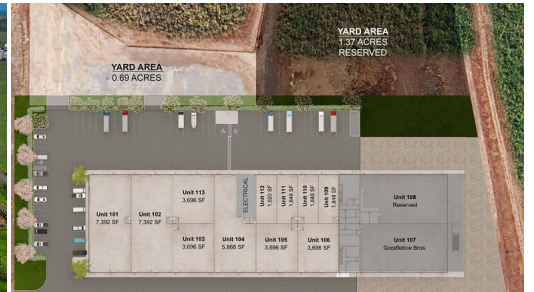 YARD AREA
1.37 ACRES
RESERVED
YARD AREA
0.69 ACRES
Unit 113
3,696 SF
ELECTRICAL
Unit 112
1,920 SF
Unit 111
1,848 SF
Unit 110
1,848 SF
Unit 109
1,848 SF
Unit 108
Reserved
Unit 101
7,392 SF
Unit 102
7,392 SF
Unit 103
3,696 SF
Unit 104
5,868 SF
Unit 105
3,696 SF
Unit 106
3,696 SF
Unit 107
Goodfellow Bros.